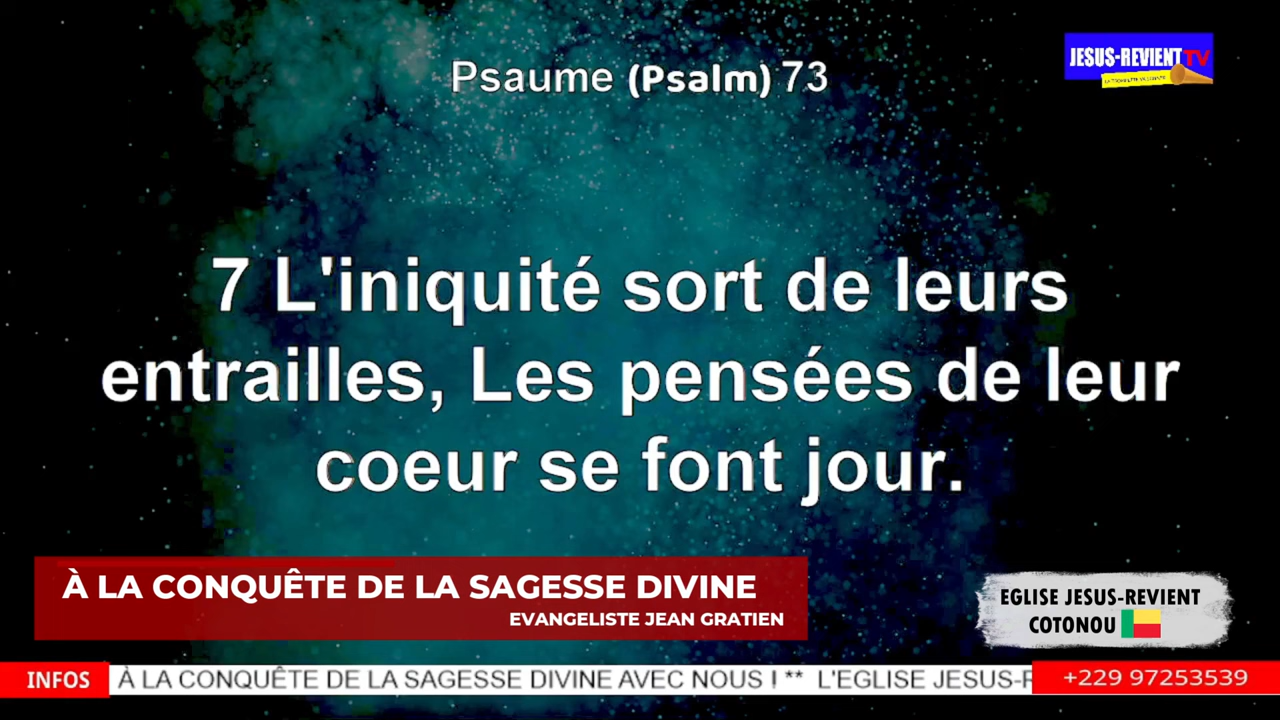 Psaume (Psalm) 73
JESUS-REVIENT TV
7 L'iniquité sort de leurs
entrailles, Les pensées de leur
coeur se font jour.
À LA CONQUÊTE DE LA SAGESSE DIVINE
EVANGELISTE JEAN GRATIEN
EGLISE JESUS-REVIENT
COTONOU
INFOS À LA CONQUÊTE DE LA SAGESSE DIVINE AVEC NOUS ! ** L'EGLISE JESUS-R +229 97253539